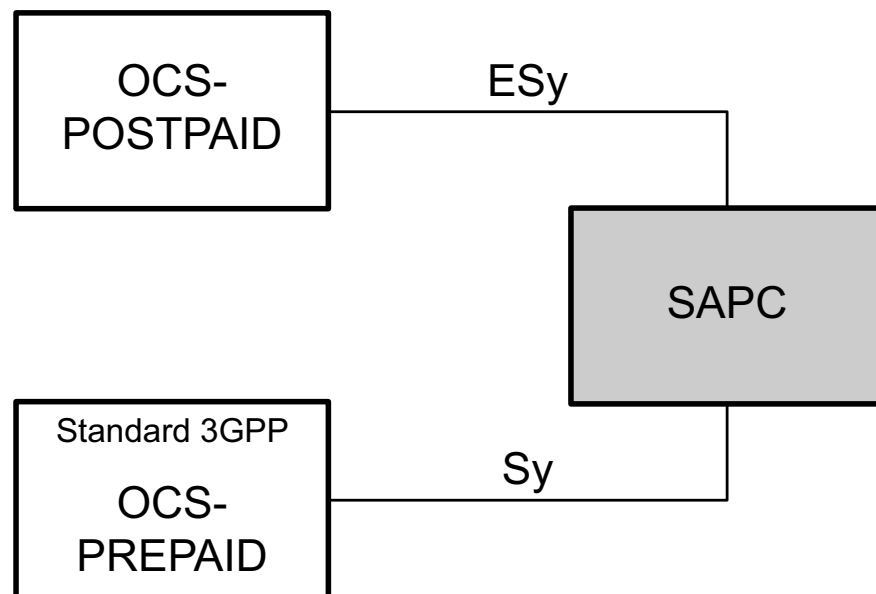 OCS-
POSTPAID
ESy
SAPC
Standard 3GPP
OCS-
PREPAID
Sy